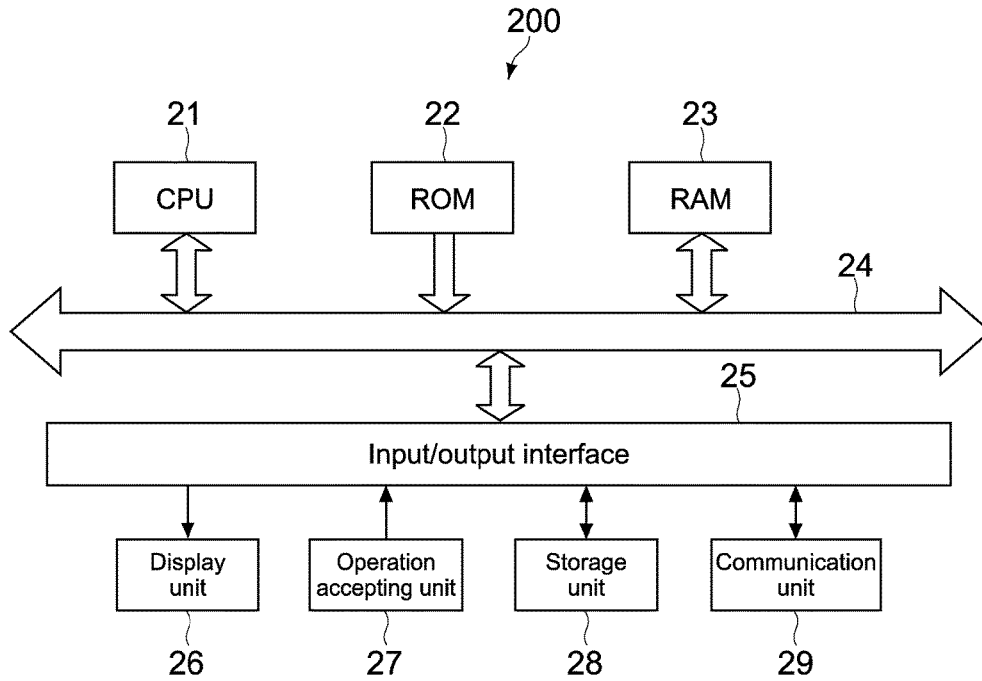 200
21
22
23
CPU
ROM
RAM
24
25
Input/output interface
Display
unit
Operation
accepting unit
Storage
unit
Communication
unit
26
27
28
29